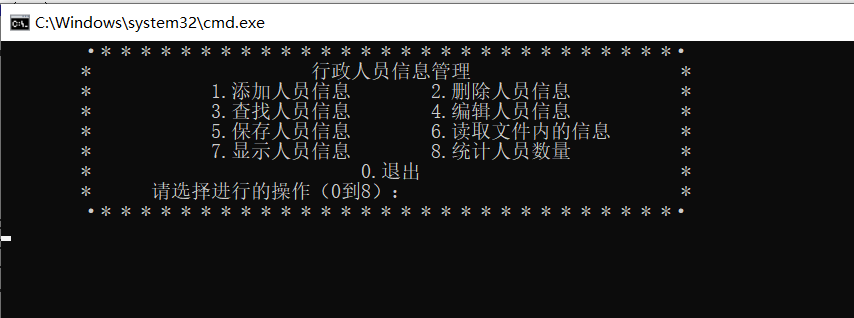 C:\Windows\system32\cmd.exe
·* * * * * * * * * * * * * * * * * * * * * * * * * * * * *·
* 行政人员信息管理 *
* 1.添加人员信息 2.删除人员信息 *
* 3.查找人员信息 4.编辑人员信息 *
* 5.保存人员信息 6.读取文件内的信息 *
* 7.显示人员信息 8.统计人员数量 *
* 0.退出 *
* 请选择进行的操作（0到8）： *
·* * * * * * * * * * * * * * * * * * * * * * * * * * * * *·